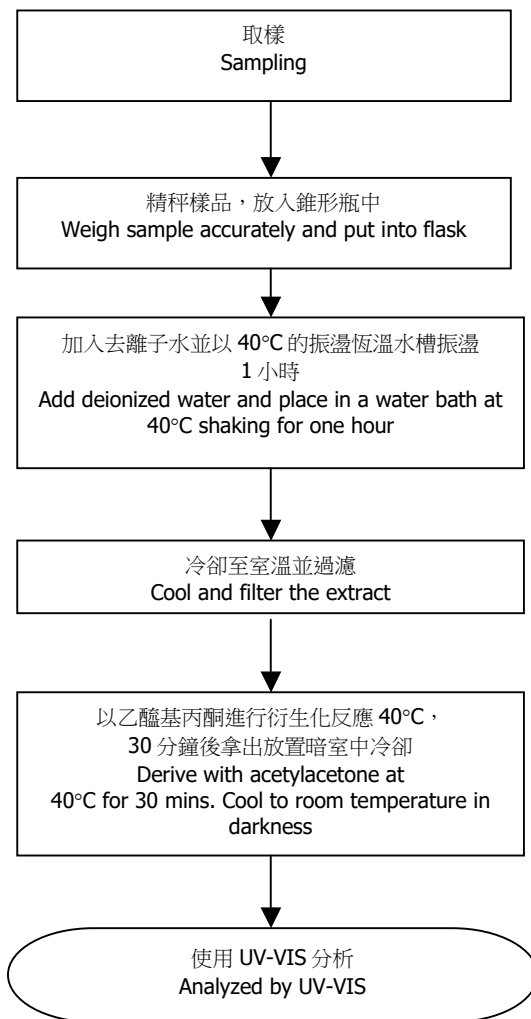 取樣
Sampling
精秤樣品，放入錐形瓶中
Weigh sample accurately and put into flask
加入去離子水並以 40°C 的振盪恆溫水槽振盪
1 小時
Add deionized water and place in a water bath at
40°C shaking for one hour
冷卻至室溫並過濾
Cool and filter the extract
以乙醯基丙酮進行衍生化反應 40°C，
30 分鐘後拿出放置暗室中冷卻
Derive with acetylacetone at
40°C for 30 mins. Cool to room temperature in
darkness
使用 UV-VIS 分析
Analyzed by UV-VIS